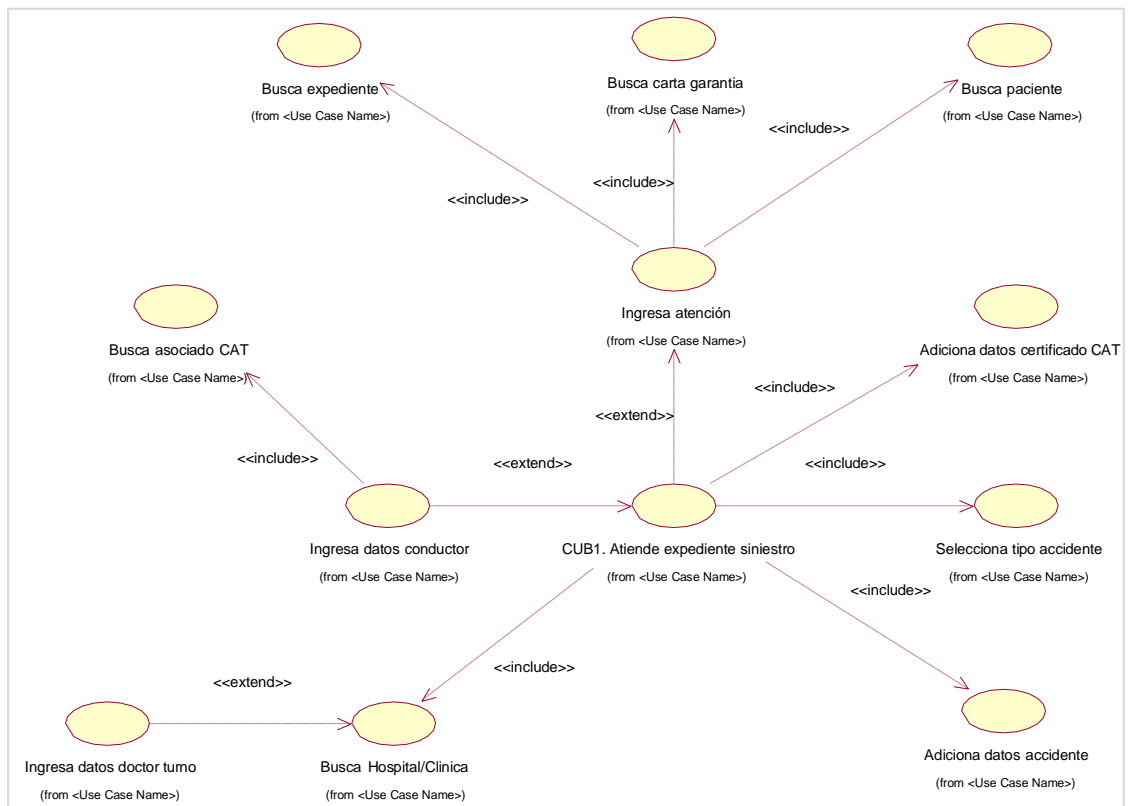 Busca expediente
(from <Use Case Name>)
Busca carta garantia
(from <Use Case Name>)
Busca paciente
(from <Use Case Name>)
<<include>>
<<include>>
<<include>>
Ingresa atención
(from <Use Case Name>)
Busca asociado CAT
(from <Use Case Name>)
Adiciona datos certificado CAT
(from <Use Case Name>)
<<include>>
<<extend>>
<<include>>
<<extend>>
<<include>>
Ingresa datos conductor
(from <Use Case Name>)
CUB1. Atiende expediente siniestro
(from <Use Case Name>)
Selecciona tipo accidente
(from <Use Case Name>)
<<include>>
<<include>>
<<extend>>
Ingresa datos doctor turno
(from <Use Case Name>)
Busca Hospital/Clinica
(from <Use Case Name>)
Adiciona datos accidente
(from <Use Case Name>)